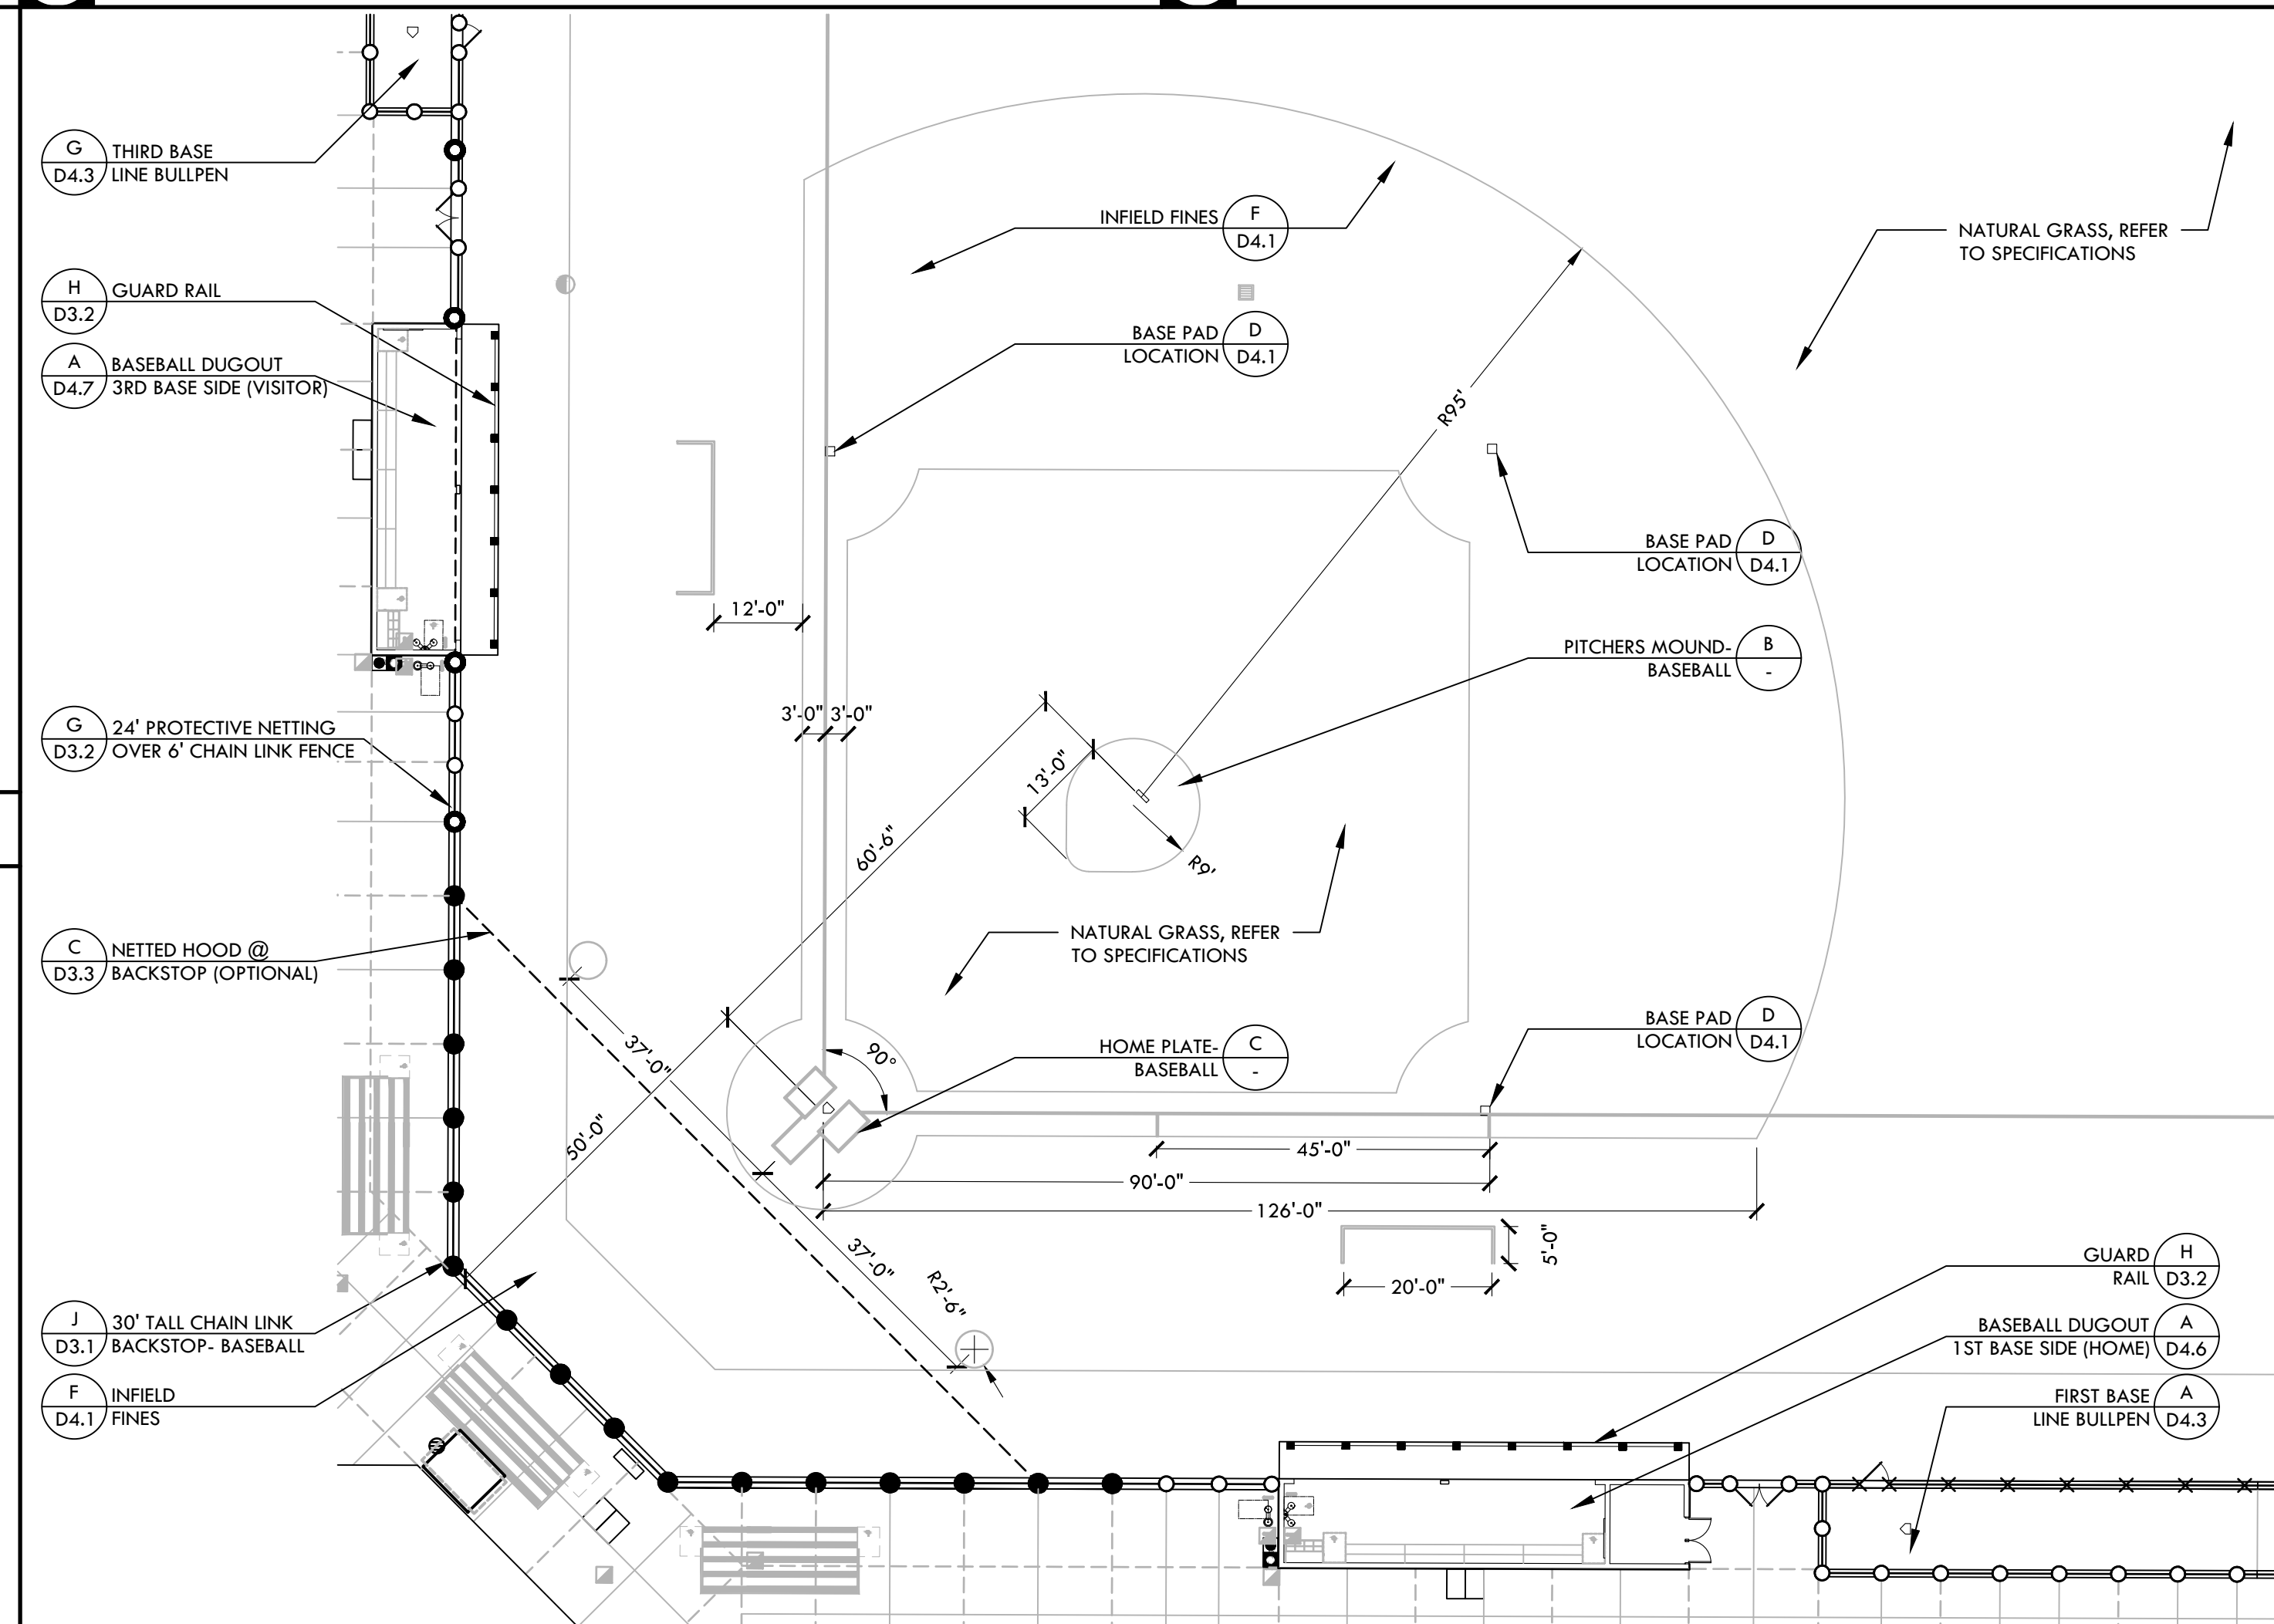 G
D4.3
THIRD BASE
LINE BULLPEN
H
D3.2
GUARD RAIL
A
D4.7
BASEBALL DUGOUT
3RD BASE SIDE (VISITOR)
G
D3.2
24' PROTECTIVE NETTING
OVER 6' CHAIN LINK FENCE
C
D3.3
NETTED HOOD @
BACKSTOP (OPTIONAL)
J
D3.1
30' TALL CHAIN LINK
BACKSTOP- BASEBALL
F
D4.1
INFIELD
FINES
INFIELD FINES
F
D4.1
BASE PAD
LOCATION
D
D4.1
NATURAL GRASS, REFER
TO SPECIFICATIONS
R95'
BASE PAD
LOCATION
D
D4.1
12'-0"
PITCHERS MOUND-
BASEBALL
B
-
3'-0"
3'-0"
13'-0"
60'-6"
R9'
NATURAL GRASS, REFER
TO SPECIFICATIONS
BASE PAD
LOCATION
D
D4.1
HOME PLATE-
BASEBALL
C
-
90°
37'-0"
50'-0"
45'-0"
90'-0"
126'-0"
37'-0"
R2'-6"
5'-0"
20'-0"
GUARD
RAIL
H
D3.2
BASEBALL DUGOUT
1ST BASE SIDE (HOME)
A
D4.6
FIRST BASE
LINE BULLPEN
A
D4.3